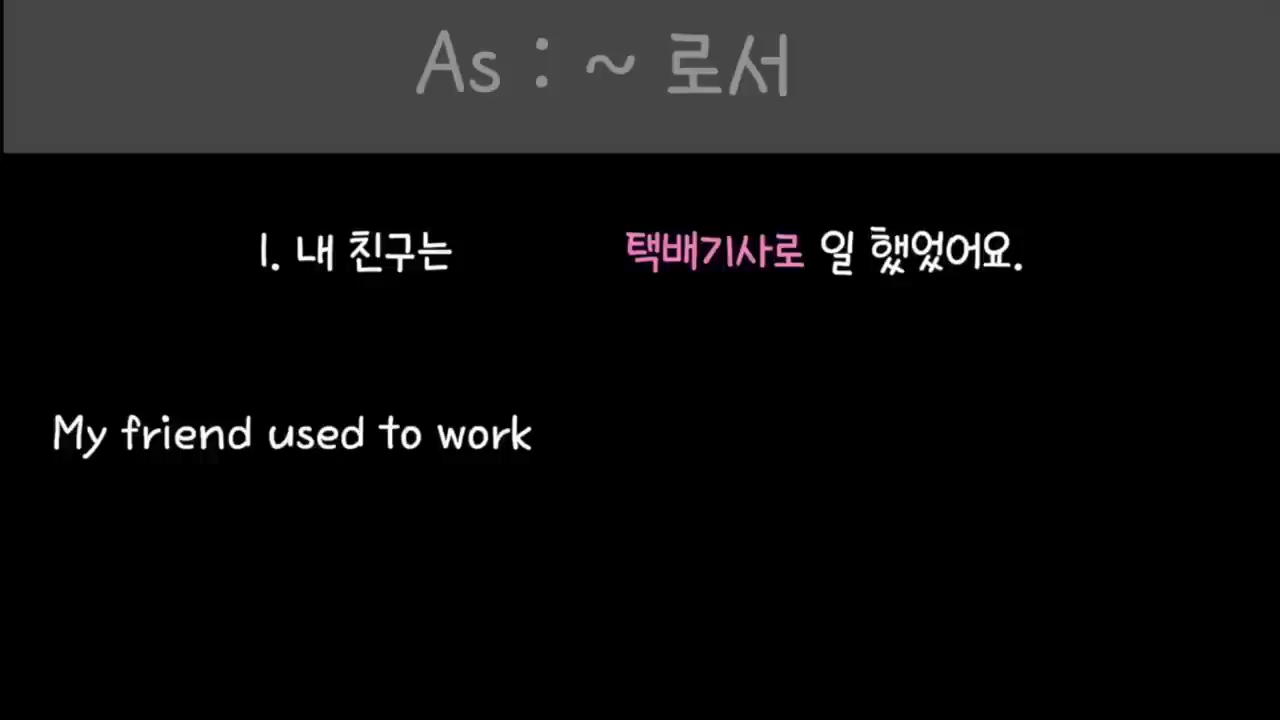 As : ~ 로서
1. 내 친구는 택배기사로 일 했었어요.
My friend used to work